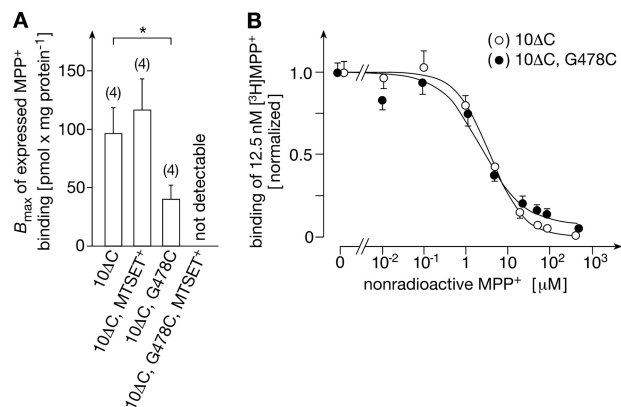 A
B_max of expressed MPP⁺
binding [pmol x mg protein⁻¹]
150
100
50
0
*
(4)
(4)
(4)
not detectable
10ΔC
10ΔC, MTSET⁺
10ΔC, G478C
10ΔC, G478C, MTSET⁺
B
(○) 10ΔC
(●) 10ΔC, G478C
binding of 12.5 nM [³H]MPP⁺
[normalized]
1.0
0.5
0
0 10⁻² 10⁻¹ 1 10 10² 10³
nonradioactive MPP⁺ [μM]